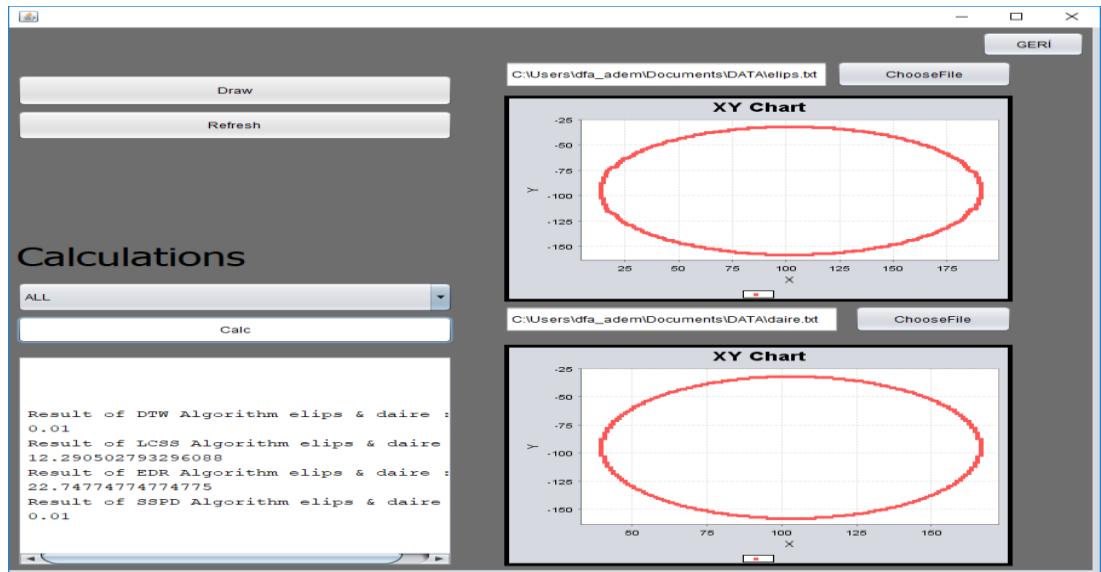 GERİ
Draw
Refresh
Calculations
ALL
Calc
Result of DTW Algorithm elips & daire :
0.01
Result of LCSS Algorithm elips & daire
12.290502793296088
Result of EDR Algorithm elips & daire :
22.74774774774775
Result of SSPD Algorithm elips & daire
0.01
C:\Users\dfa_adem\Documents\DATA\elips.txt
ChooseFile
XY Chart
-25
-50
-75
-100
-125
-150
Y
25 50 75 100 125 150 175
X
C:\Users\dfa_adem\Documents\DATA\daire.txt
ChooseFile
XY Chart
-25
-50
-75
-100
-125
-150
Y
50 75 100 125 150
X